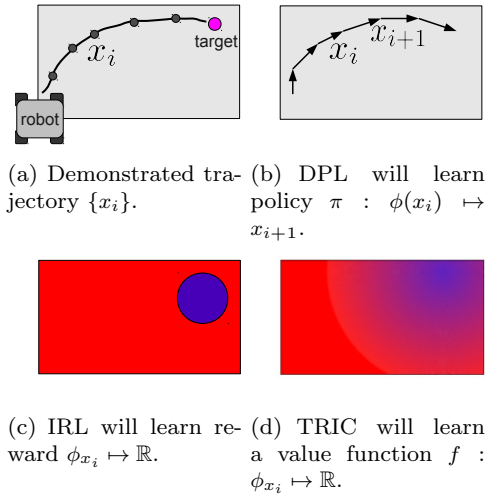 x_i
target
robot
x_i
x_{i+1}
(a) Demonstrated tra-
jectory {x_i}.
(b) DPL will learn
policy π : ϕ(x_i) ↦
x_{i+1}.
(c) IRL will learn re-
ward ϕ_{x_i} ↦ ℝ.
(d) TRIC will learn
a value function f :
ϕ_{x_i} ↦ ℝ.